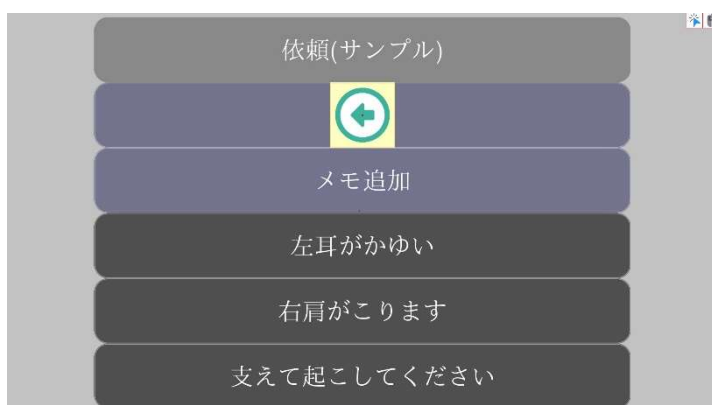 依頼(サンプル)
メモ追加
左耳がかゆい
右肩がこります
支えて起こしてください